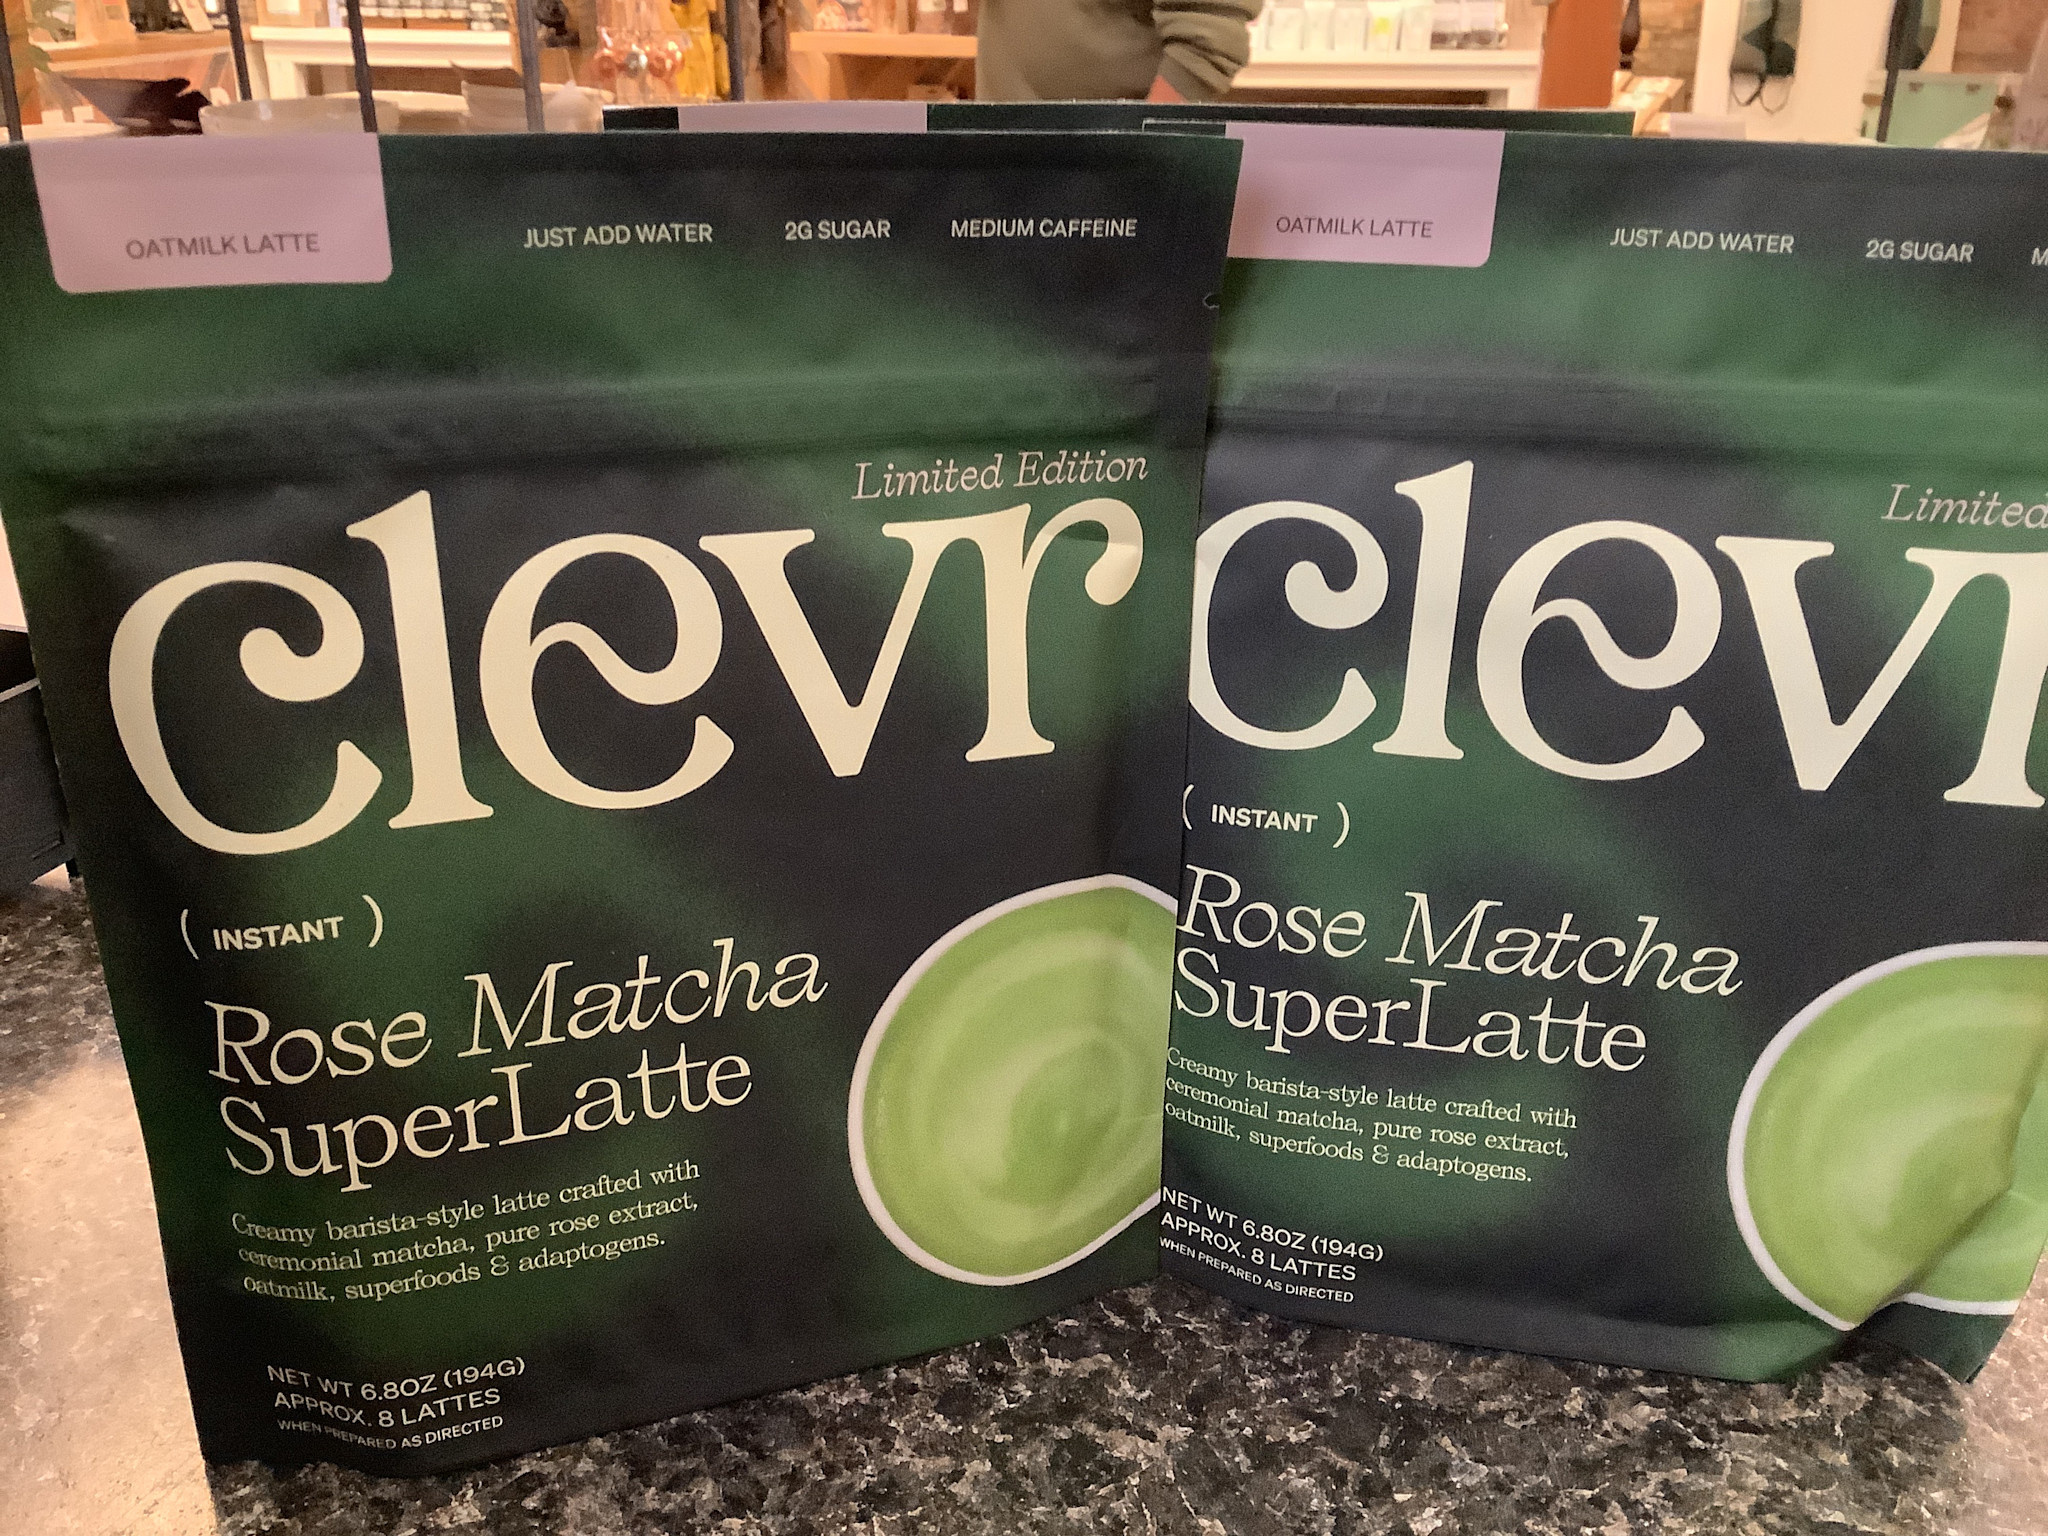 OATMILK LATTE
JUST ADD WATER 2G SUGAR MEDIUM CAFFEINE
Limited Edition
clevr
( INSTANT )
Rose Matcha
SuperLatte
Creamy barista-style latte crafted with
ceremonial matcha, pure rose extract,
oatmilk, superfoods & adaptogens.
NET WT 6.8OZ (194G)
APPROX. 8 LATTES
WHEN PREPARED AS DIRECTED
OATMILK LATTE
JUST ADD WATER 2G SUGAR M
Limited
clevr
( INSTANT )
Rose Matcha
SuperLatte
Creamy barista-style latte crafted with
ceremonial matcha, pure rose extract,
oatmilk, superfoods & adaptogens.
NET WT 6.8OZ (194G)
APPROX. 8 LATTES
WHEN PREPARED AS DIRECTED